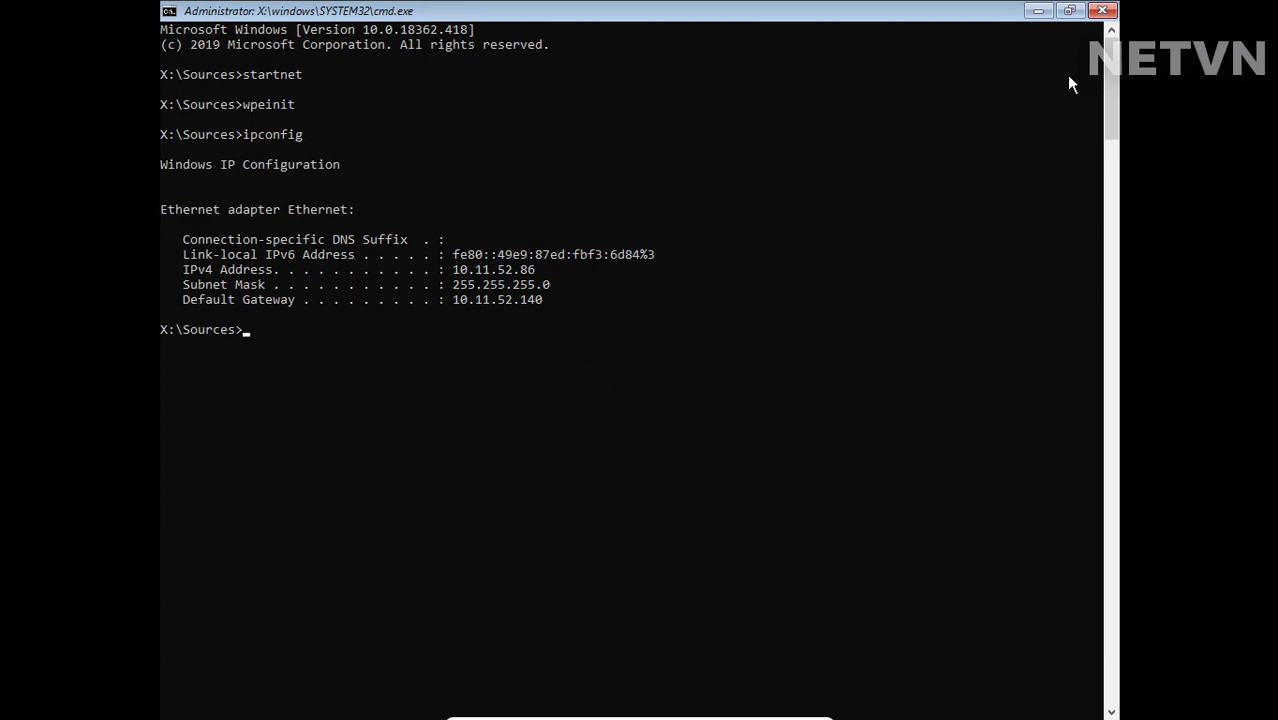 Administrator: X:\windows\SYSTEM32\cmd.exe
Microsoft Windows [Version 10.0.18362.418]
(c) 2019 Microsoft Corporation. All rights reserved.
NETVN
X:\Sources>startnet
X:\Sources>wpeinit
X:\Sources>ipconfig
Windows IP Configuration
Ethernet adapter Ethernet:
Connection-specific DNS Suffix . :
Link-local IPv6 Address . . . . . : fe80::49e9:87ed:fbf3:6d84%3
IPv4 Address. . . . . . . . . . . : 10.11.52.86
Subnet Mask . . . . . . . . . . . : 255.255.255.0
Default Gateway . . . . . . . . . : 10.11.52.140
X:\Sources>